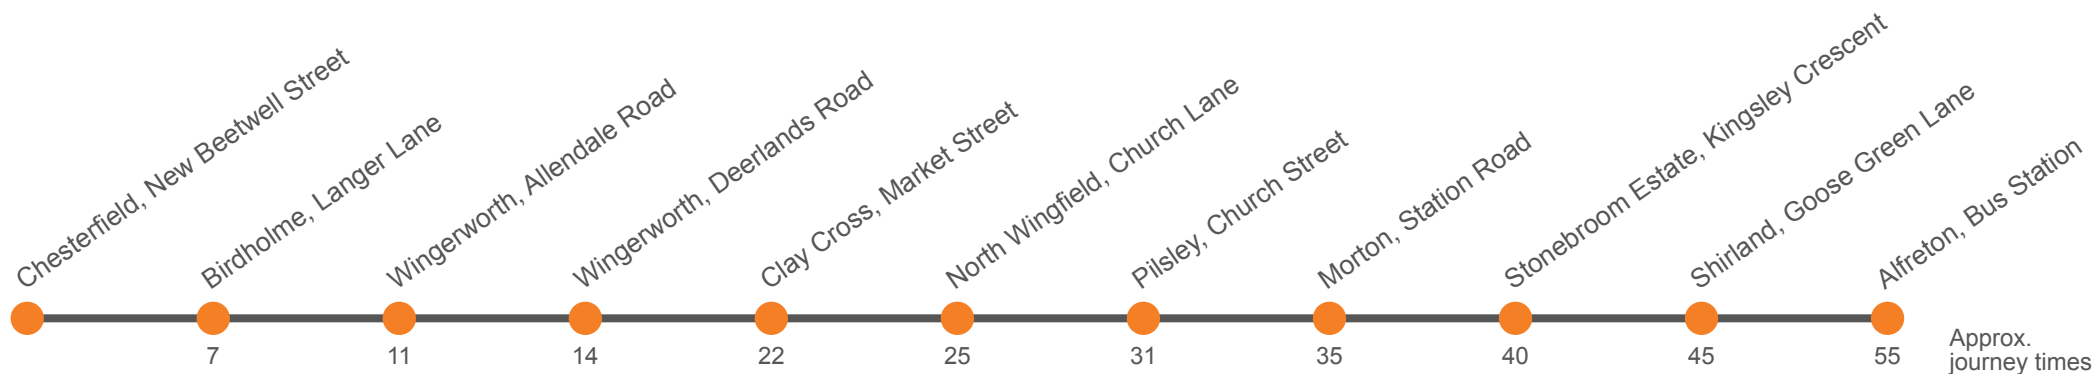 Chesterfield, New Beetwell Street
Birdholme, Langer Lane
Wingerworth, Allendale Road
Wingerworth, Deerlands Road
Clay Cross, Market Street
North Wingfield, Church Lane
Pilsley, Church Street
Morton, Station Road
Stonebroom Estate, Kingsley Crescent
Shirland, Goose Green Lane
Alfreton, Bus Station
7 11 14 22 25 31 35 40 45 55
Approx.
journey times